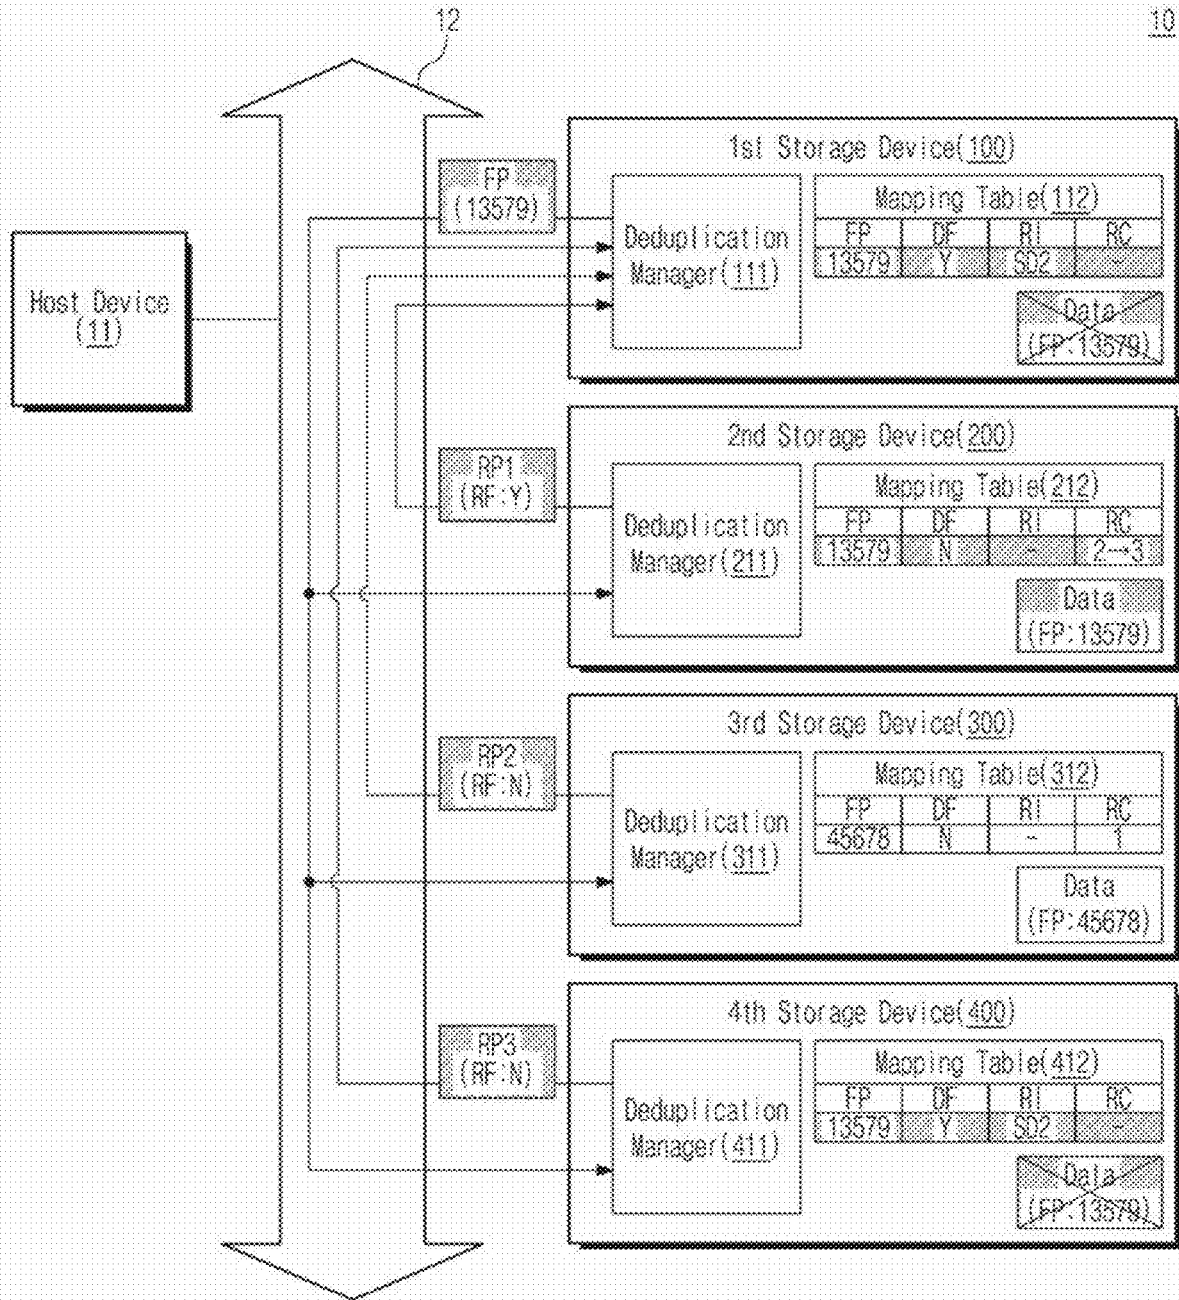 12
10
1st Storage Device(100)
FP
(13579)
Deduplication
Manager(111)
Mapping Table(112)
FP DF RI RC
13579 Y SD2 -
Data
(FP:13579)
Host Device
(11)
2nd Storage Device(200)
RP1
(RF:Y)
Deduplication
Manager(211)
Mapping Table(212)
FP DF RI RC
13579 N - 2→3
Data
(FP:13579)
3rd Storage Device(300)
RP2
(RF:N)
Deduplication
Manager(311)
Mapping Table(312)
FP DF RI RC
45678 N - 1
Data
(FP:45678)
4th Storage Device(400)
RP3
(RF:N)
Deduplication
Manager(411)
Mapping Table(412)
FP DF RI RC
13579 Y SD2 -
Data
(FP:13579)